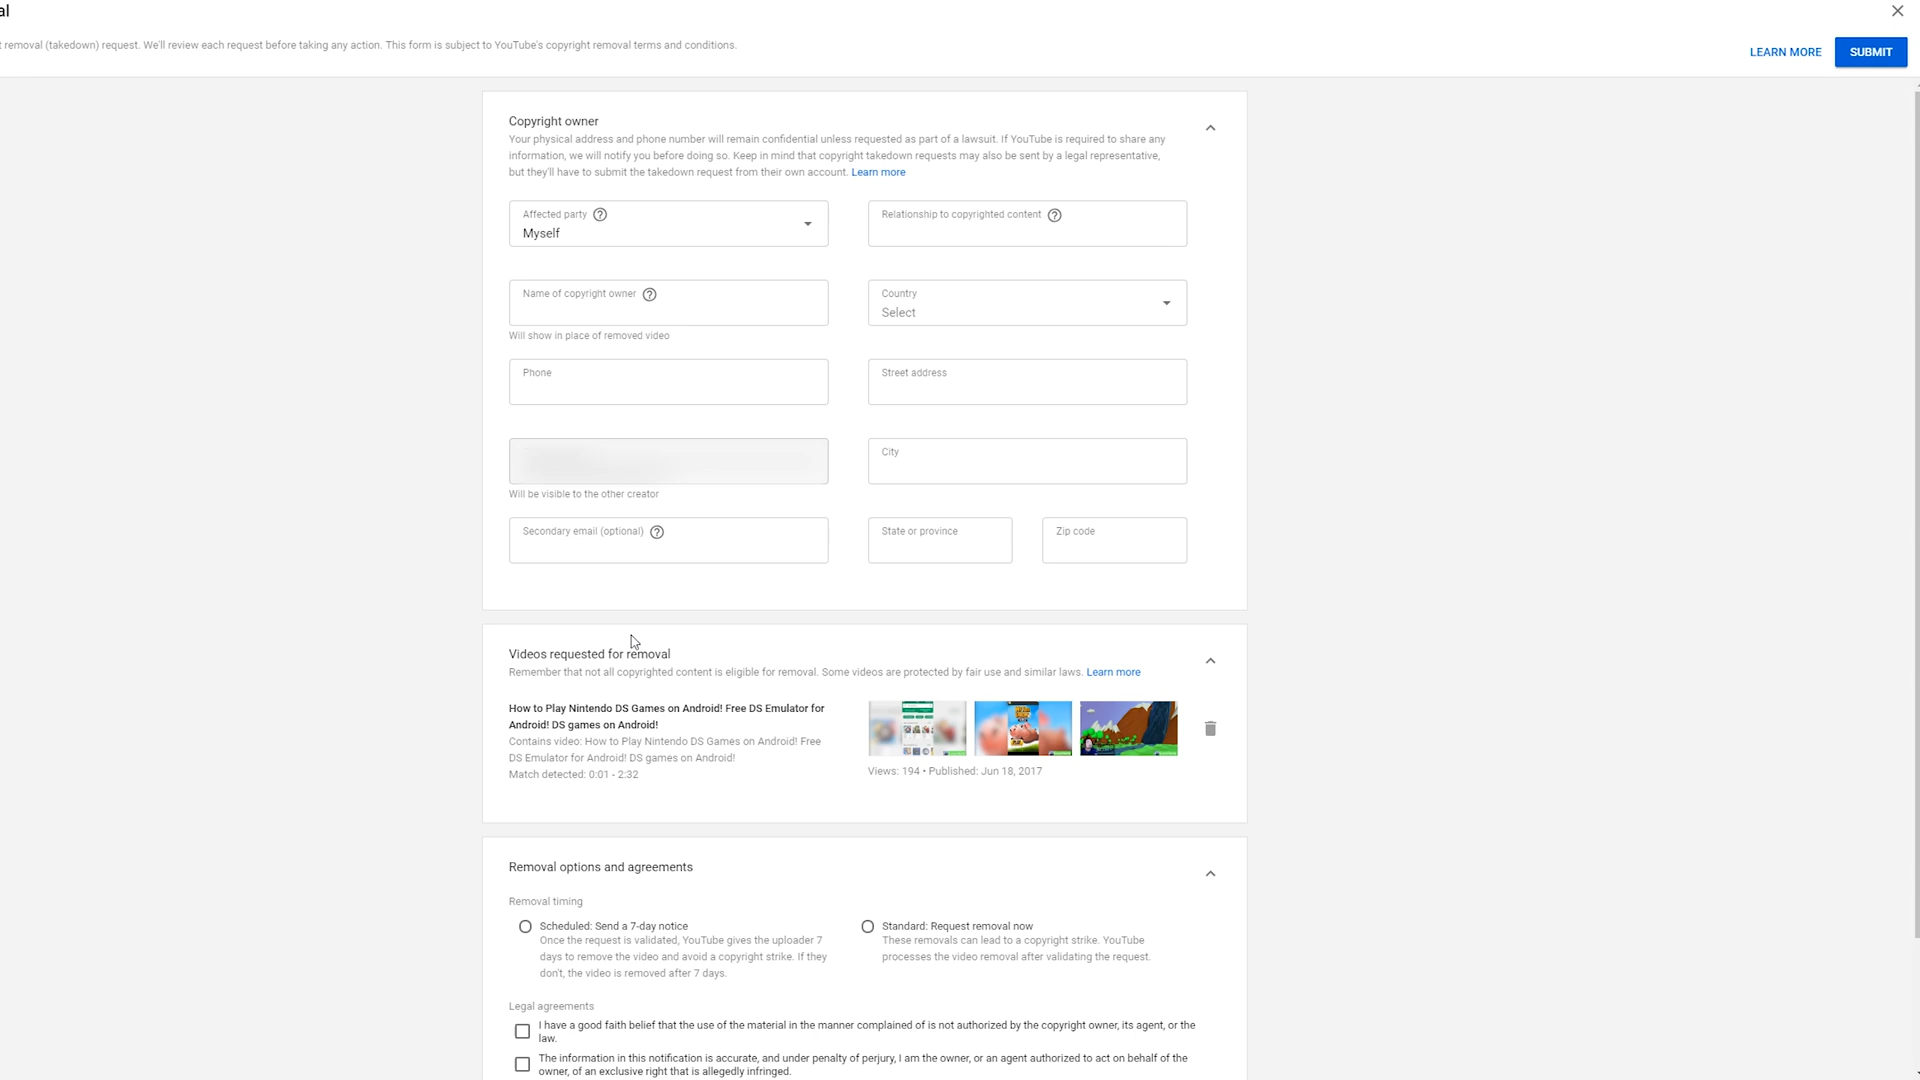 al
t removal (takedown) request. We'll review each request before taking any action. This form is subject to YouTube's copyright removal terms and conditions.
LEARN MORE
SUBMIT
Copyright owner
Your physical address and phone number will remain confidential unless requested as part of a lawsuit. If YouTube is required to share any
information, we will notify you before doing so. Keep in mind that copyright takedown requests may also be sent by a legal representative,
but they'll have to submit the takedown request from their own account. Learn more
Affected party
Myself
Relationship to copyrighted content
Name of copyright owner
Will show in place of removed video
Country
Select
Phone
Street address
City
Will be visible to the other creator
Secondary email (optional)
State or province
Zip code
Videos requested for removal
Remember that not all copyrighted content is eligible for removal. Some videos are protected by fair use and similar laws. Learn more
How to Play Nintendo DS Games on Android! Free DS Emulator for
Android! DS games on Android!
Contains video: How to Play Nintendo DS Games on Android! Free
DS Emulator for Android! DS games on Android!
Match detected: 0:01 - 2:32
Views: 194 • Published: Jun 18, 2017
Removal options and agreements
Removal timing
Scheduled: Send a 7-day notice
Once the request is validated, YouTube gives the uploader 7
days to remove the video and avoid a copyright strike. If they
don't, the video is removed after 7 days.
Standard: Request removal now
These removals can lead to a copyright strike. YouTube
processes the video removal after validating the request.
Legal agreements
I have a good faith belief that the use of the material in the manner complained of is not authorized by the copyright owner, its agent, or the
law.
The information in this notification is accurate, and under penalty of perjury, I am the owner, or an agent authorized to act on behalf of the
owner, of an exclusive right that is allegedly infringed.